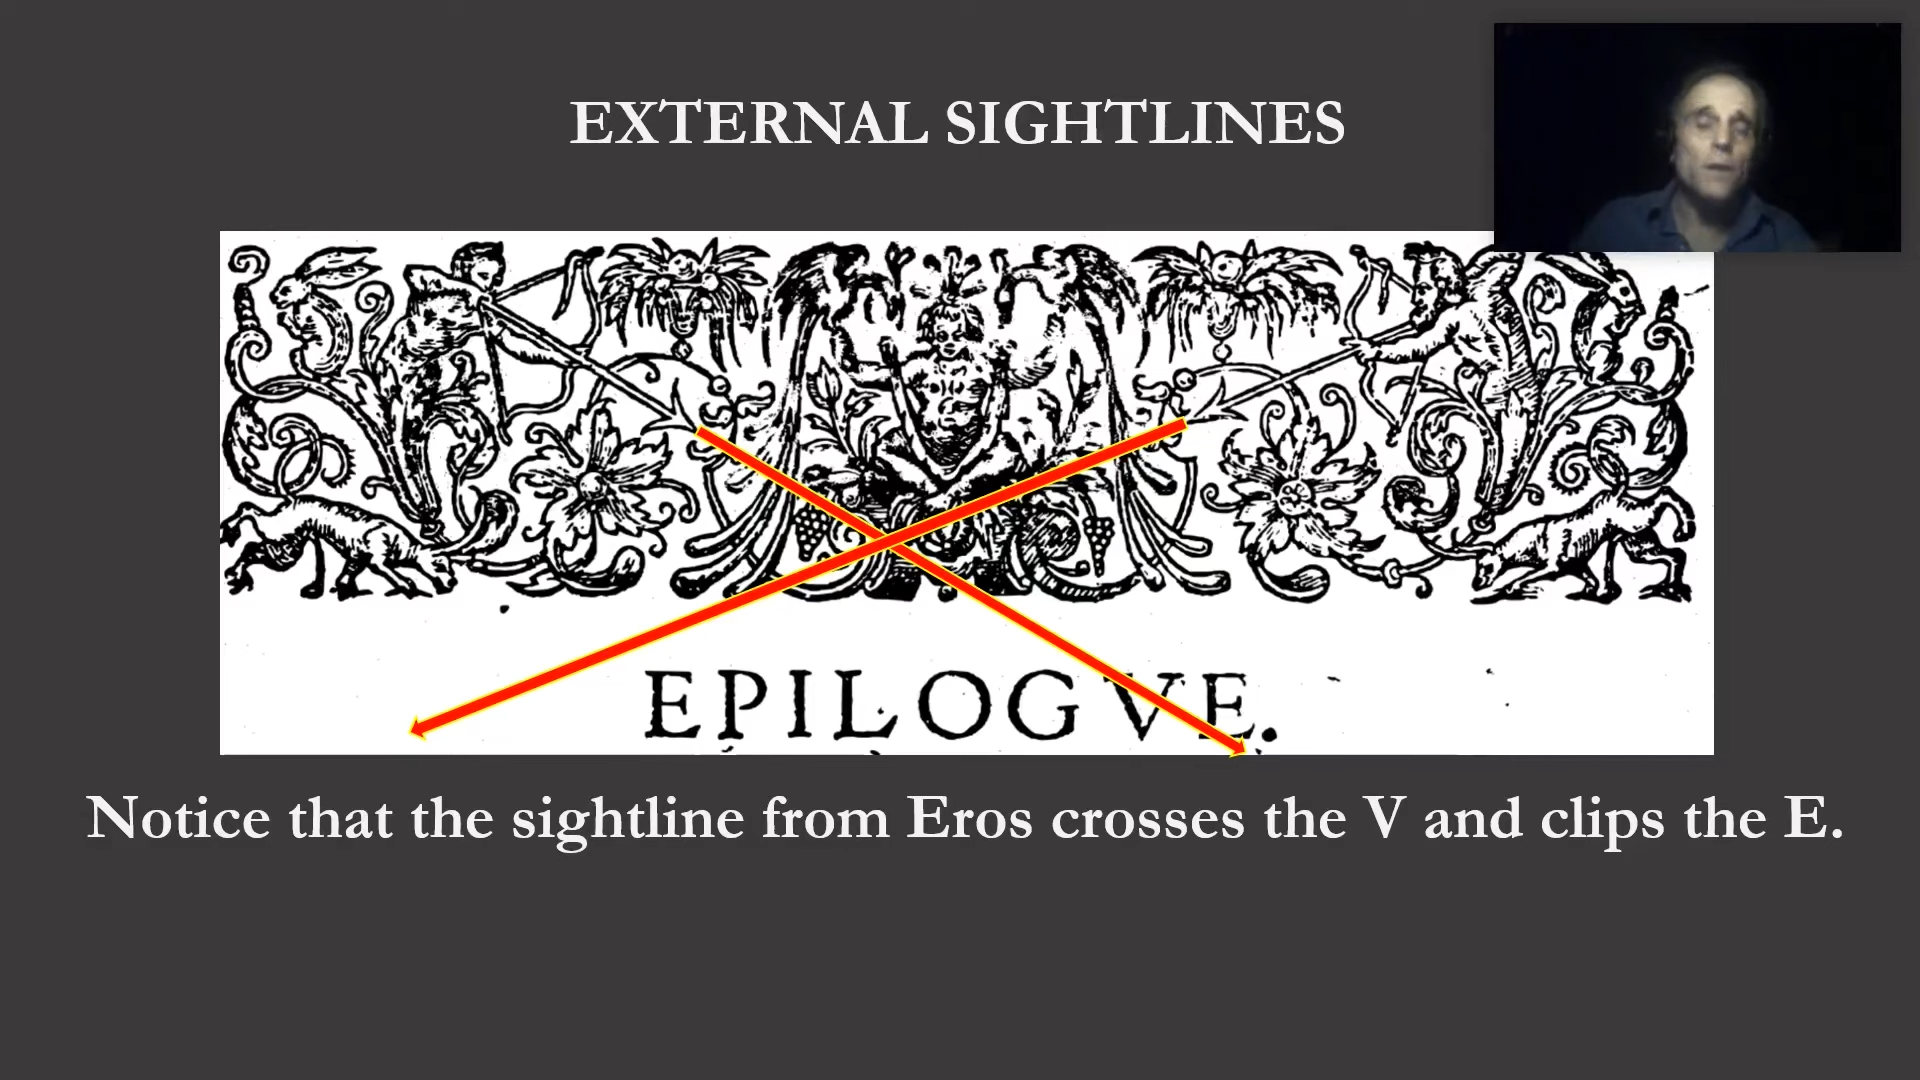 EXTERNAL SIGHTLINES
EPILOGVE.
Notice that the sightline from Eros crosses the V and clips the E.